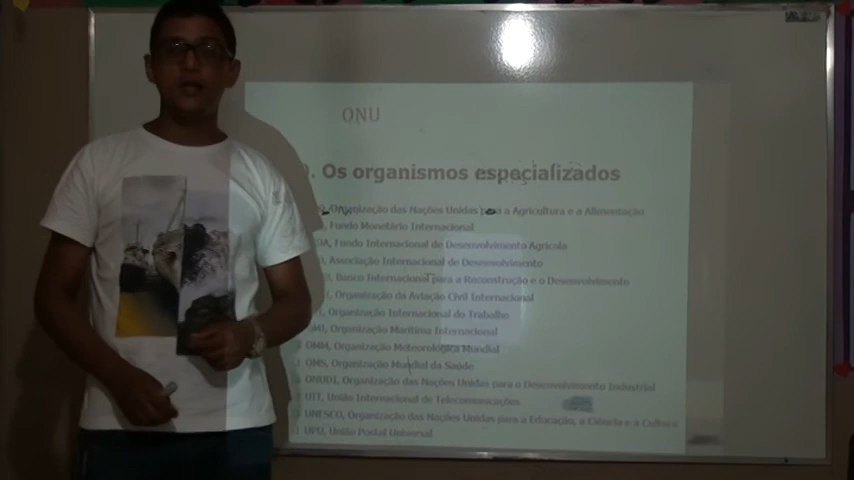 ONU
. Os organismos especializados
Organização das Nações Unidas para a Agricultura e a Alimentação
, Fundo Monetário Internacional
DA, Fundo Internacional de Desenvolvimento Agrícola
, Associação Internacional de Desenvolvimento
, Banco Internacional para a Reconstrução e o Desenvolvimento
, Organização da Aviação Civil Internacional
, Organização Internacional do Trabalho
OMI, Organização Marítima Internacional
OMM, Organização Meteorológica Mundial
OMS, Organização Mundial da Saúde
ONUDI, Organização das Nações Unidas para o Desenvolvimento Industrial
UIT, União Internacional de Telecomunicações
UNESCO, Organização das Nações Unidas para a Educação, a Ciência e a Cultura
UPU, União Postal Universal